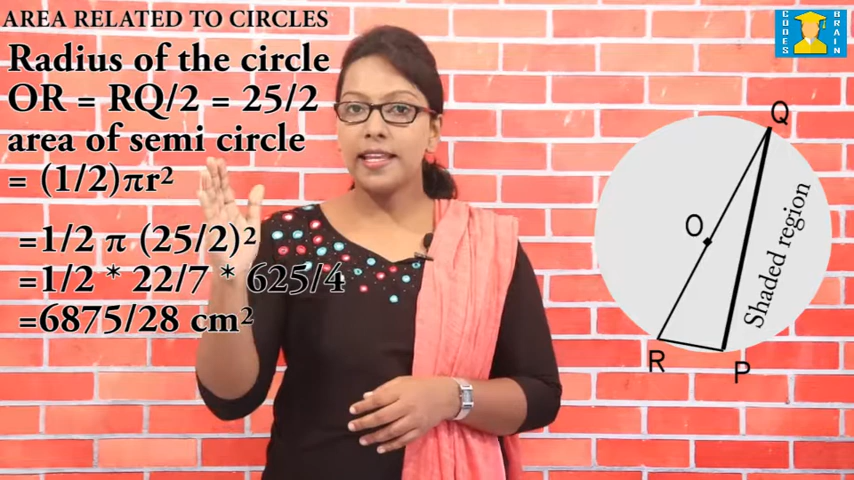 AREA RELATED TO CIRCLES
Radius of the circle
OR = RQ/2 = 25/2
area of semi circle
= (1/2)πr²
=1/2 π (25/2)²
=1/2 * 22/7 * 625/4
=6875/28 cm²
CODES
BRAIN
Q
O
Shaded region
R
P